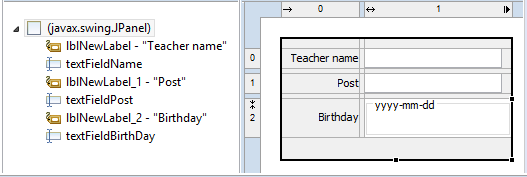 (javax.swing.JPanel)
lblNewLabel - "Teacher name"
textFieldName
lblNewLabel_1 - "Post"
textFieldPost
lblNewLabel_2 - "Birthday"
textFieldBirthDay
0
1
0
Teacher name
1
Post
2
Birthday
yyyy-mm-dd